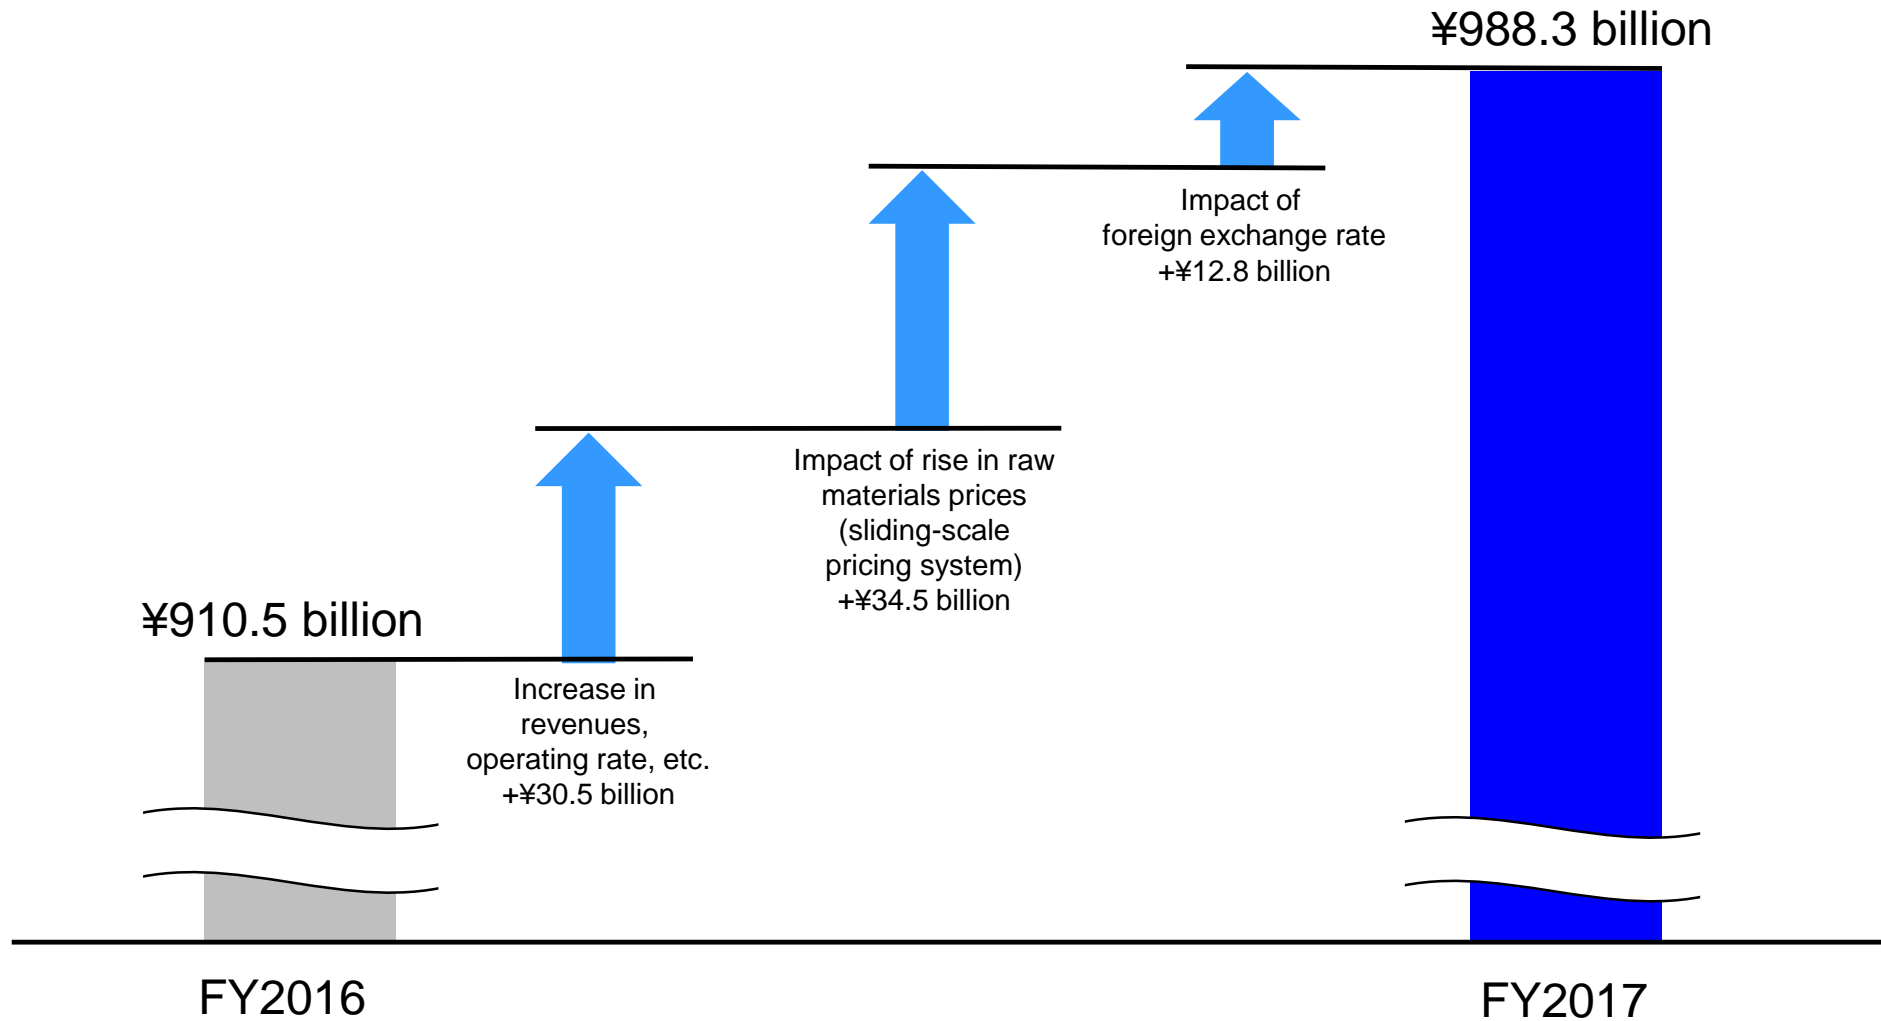 ¥988.3 billion
Impact of
foreign exchange rate
+¥12.8 billion
Impact of rise in raw
materials prices
(sliding-scale
pricing system)
+¥34.5 billion
¥910.5 billion
Increase in
revenues,
operating rate, etc.
+¥30.5 billion
FY2016
FY2017